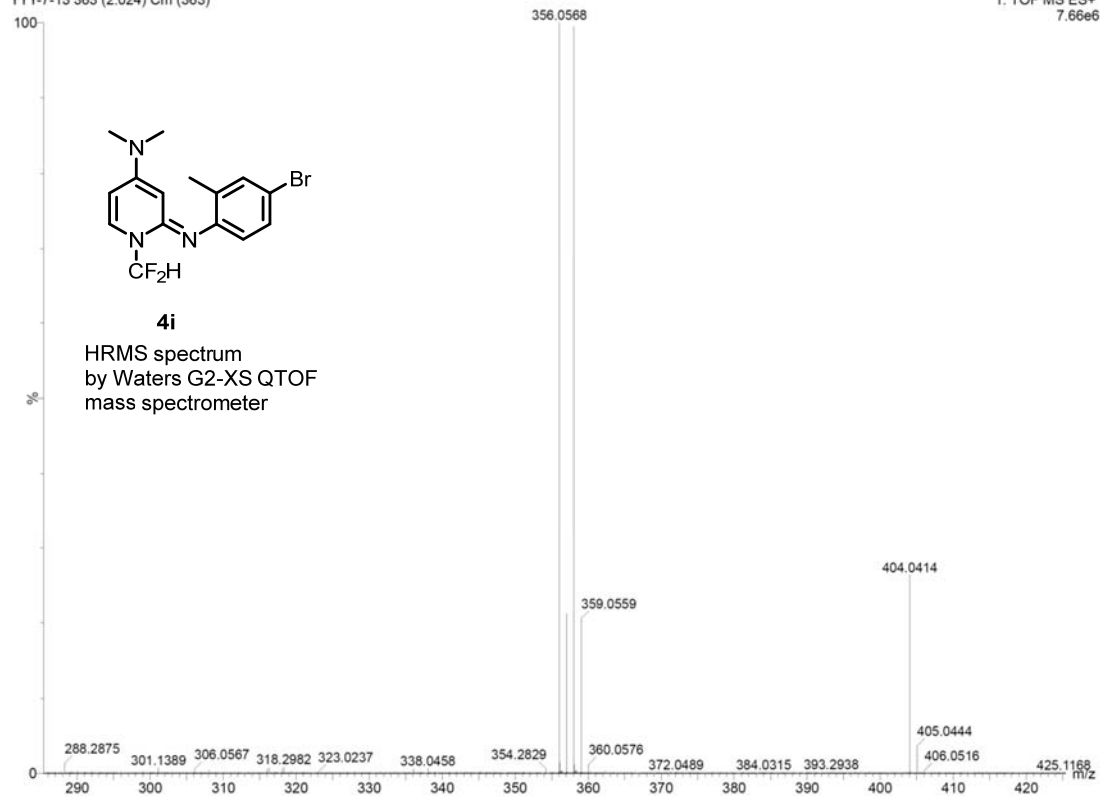 1: TOF MS ES+
7.66e6
100
356.0568
N
Br
N
N
CF2H
4i
HRMS spectrum
by Waters G2-XS QTOF
mass spectrometer
%
404.0414
359.0559
405.0444
288.2875
301.1389
306.0567
318.2982
323.0237
338.0458
354.2829
360.0576
372.0489
384.0315
393.2938
406.0516
425.1168
0
m/z
290 300 310 320 330 340 350 360 370 380 390 400 410 420